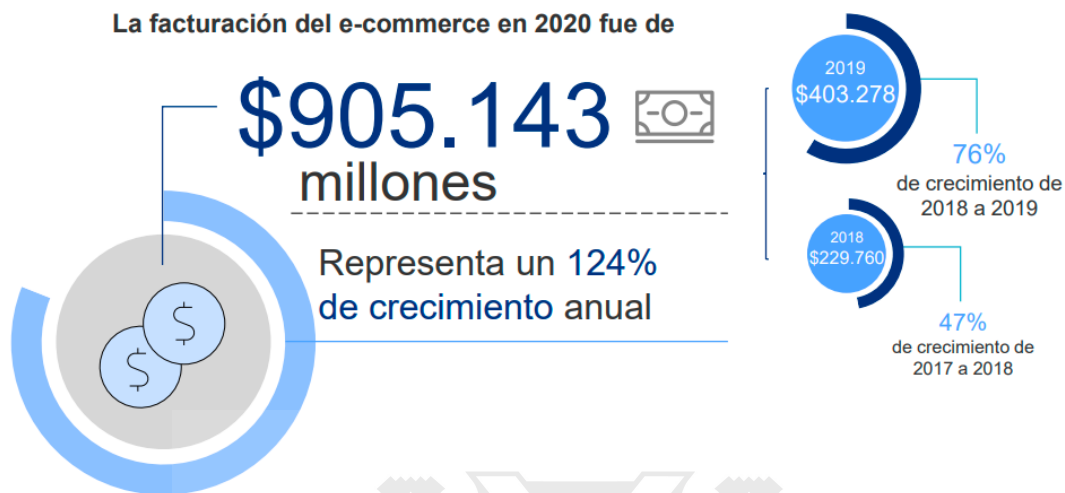 La facturación del e-commerce en 2020 fue de
$905.143
millones
Representa un 124%
de crecimiento anual
2019
$403.278
76%
de crecimiento de
2018 a 2019
2018
$229.760
47%
de crecimiento de
2017 a 2018